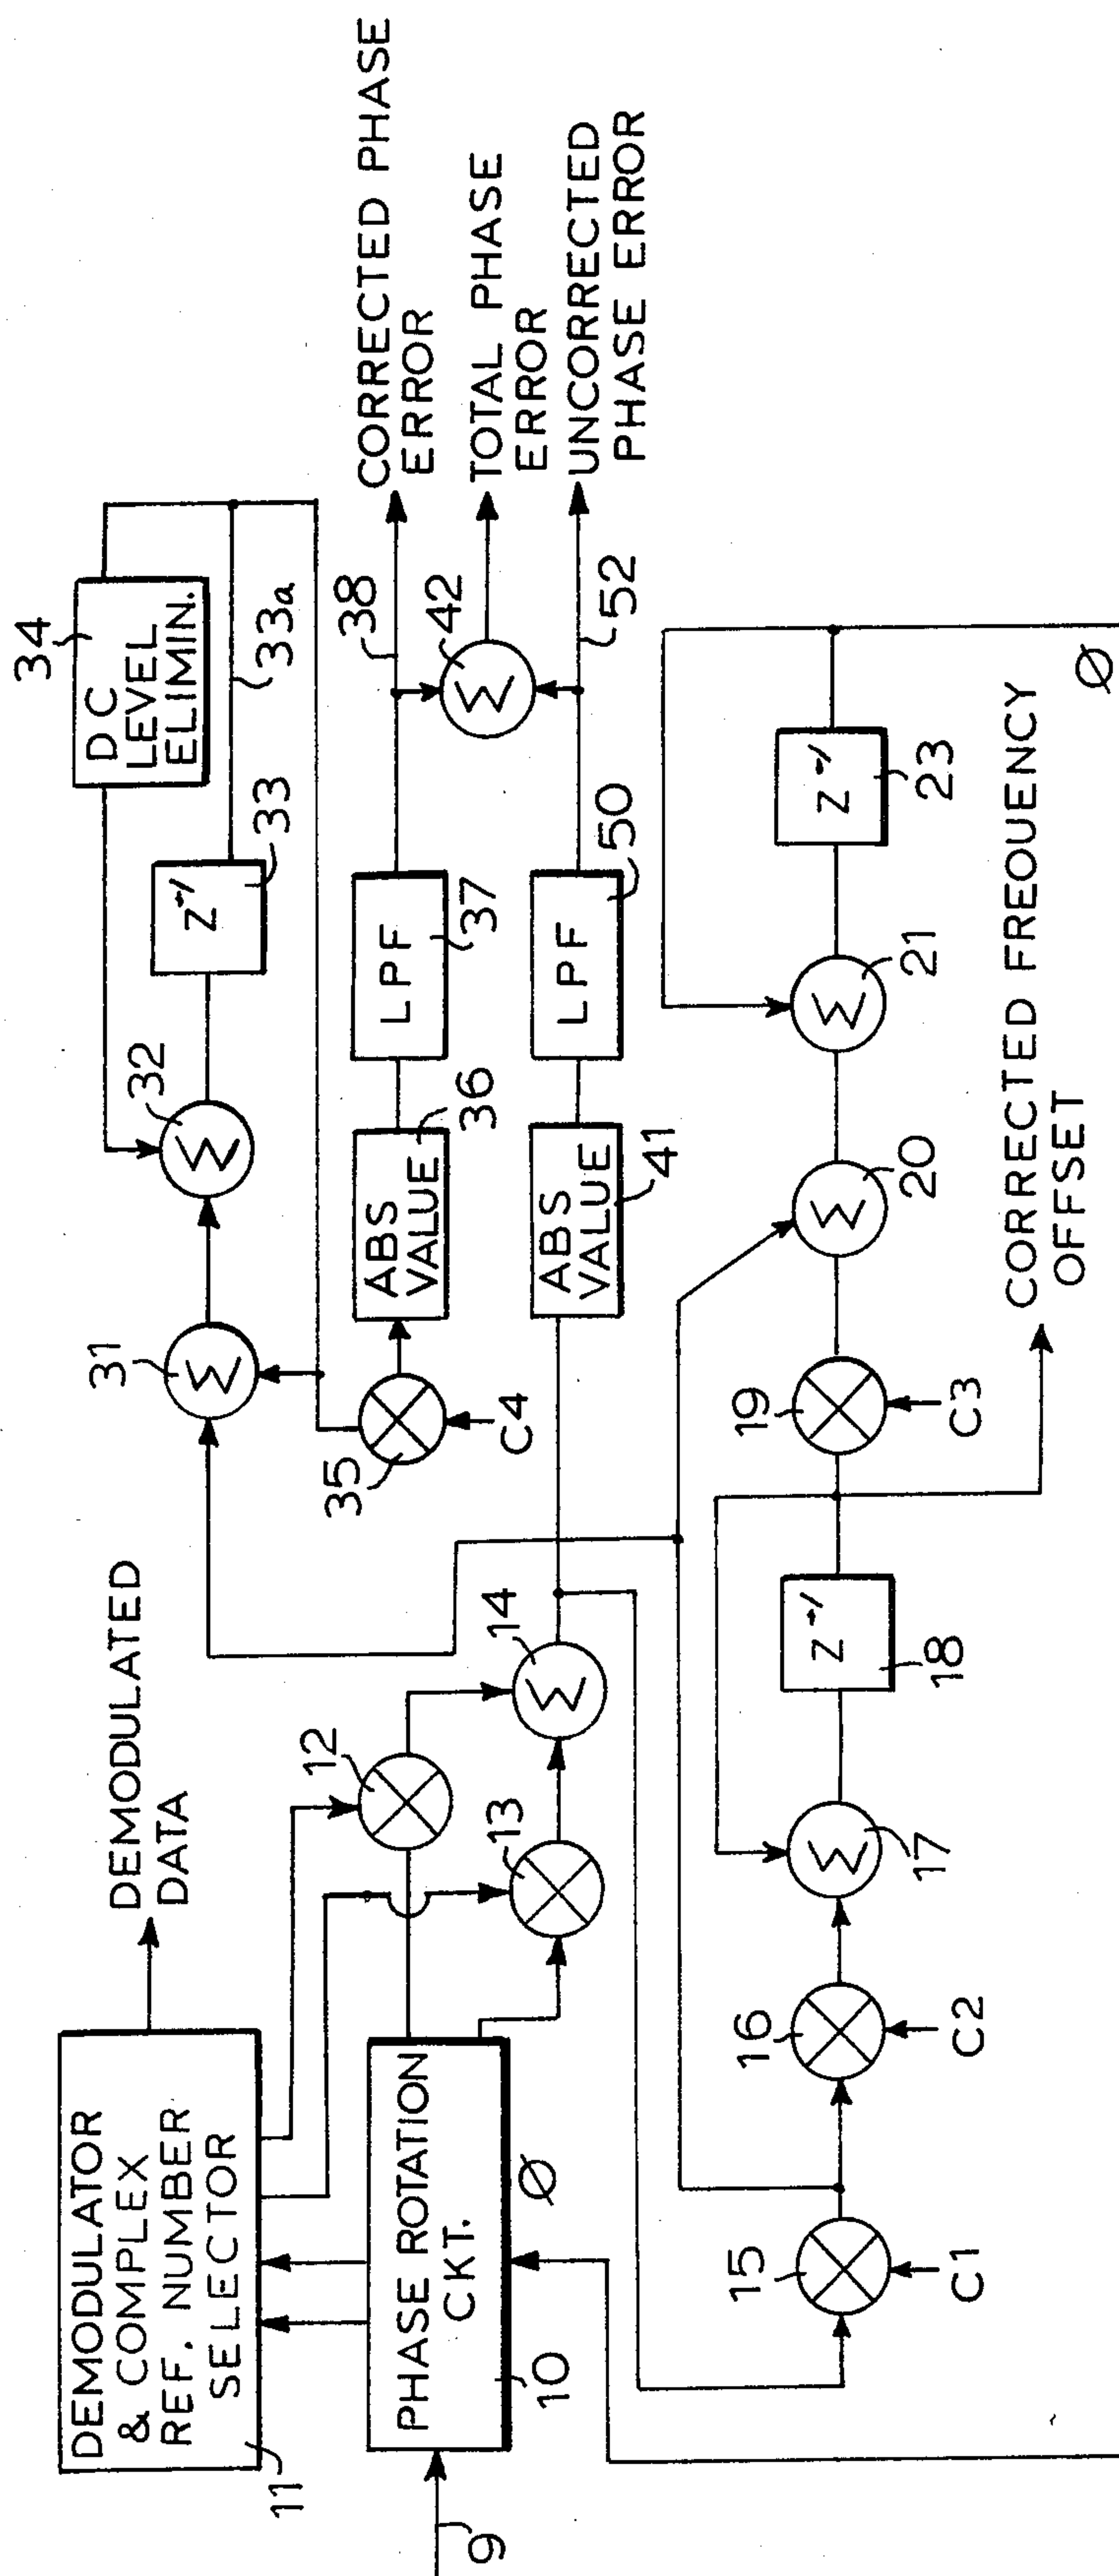 DEMODULATOR
& COMPLEX
REF. NUMBER
SELECTOR
11
DEMODULATED
DATA
9
PHASE ROTATION
CKT.
10
Ø
12
13
14
31
32
33
33a
34
DC
LEVEL
ELIMIN.
Z⁻¹
35
C4
ABS
VALUE
36
LPF
37
38
CORRECTED PHASE
ERROR
42
TOTAL PHASE
ERROR
ABS
VALUE
41
LPF
50
52
UNCORRECTED
PHASE ERROR
15
C1
16
C2
17
Z⁻¹
18
19
C3
20
21
Z⁻¹
23
CORRECTED FREQUENCY
OFFSET
Ø
Σ
Σ
Σ
Σ
Σ
Σ
Σ